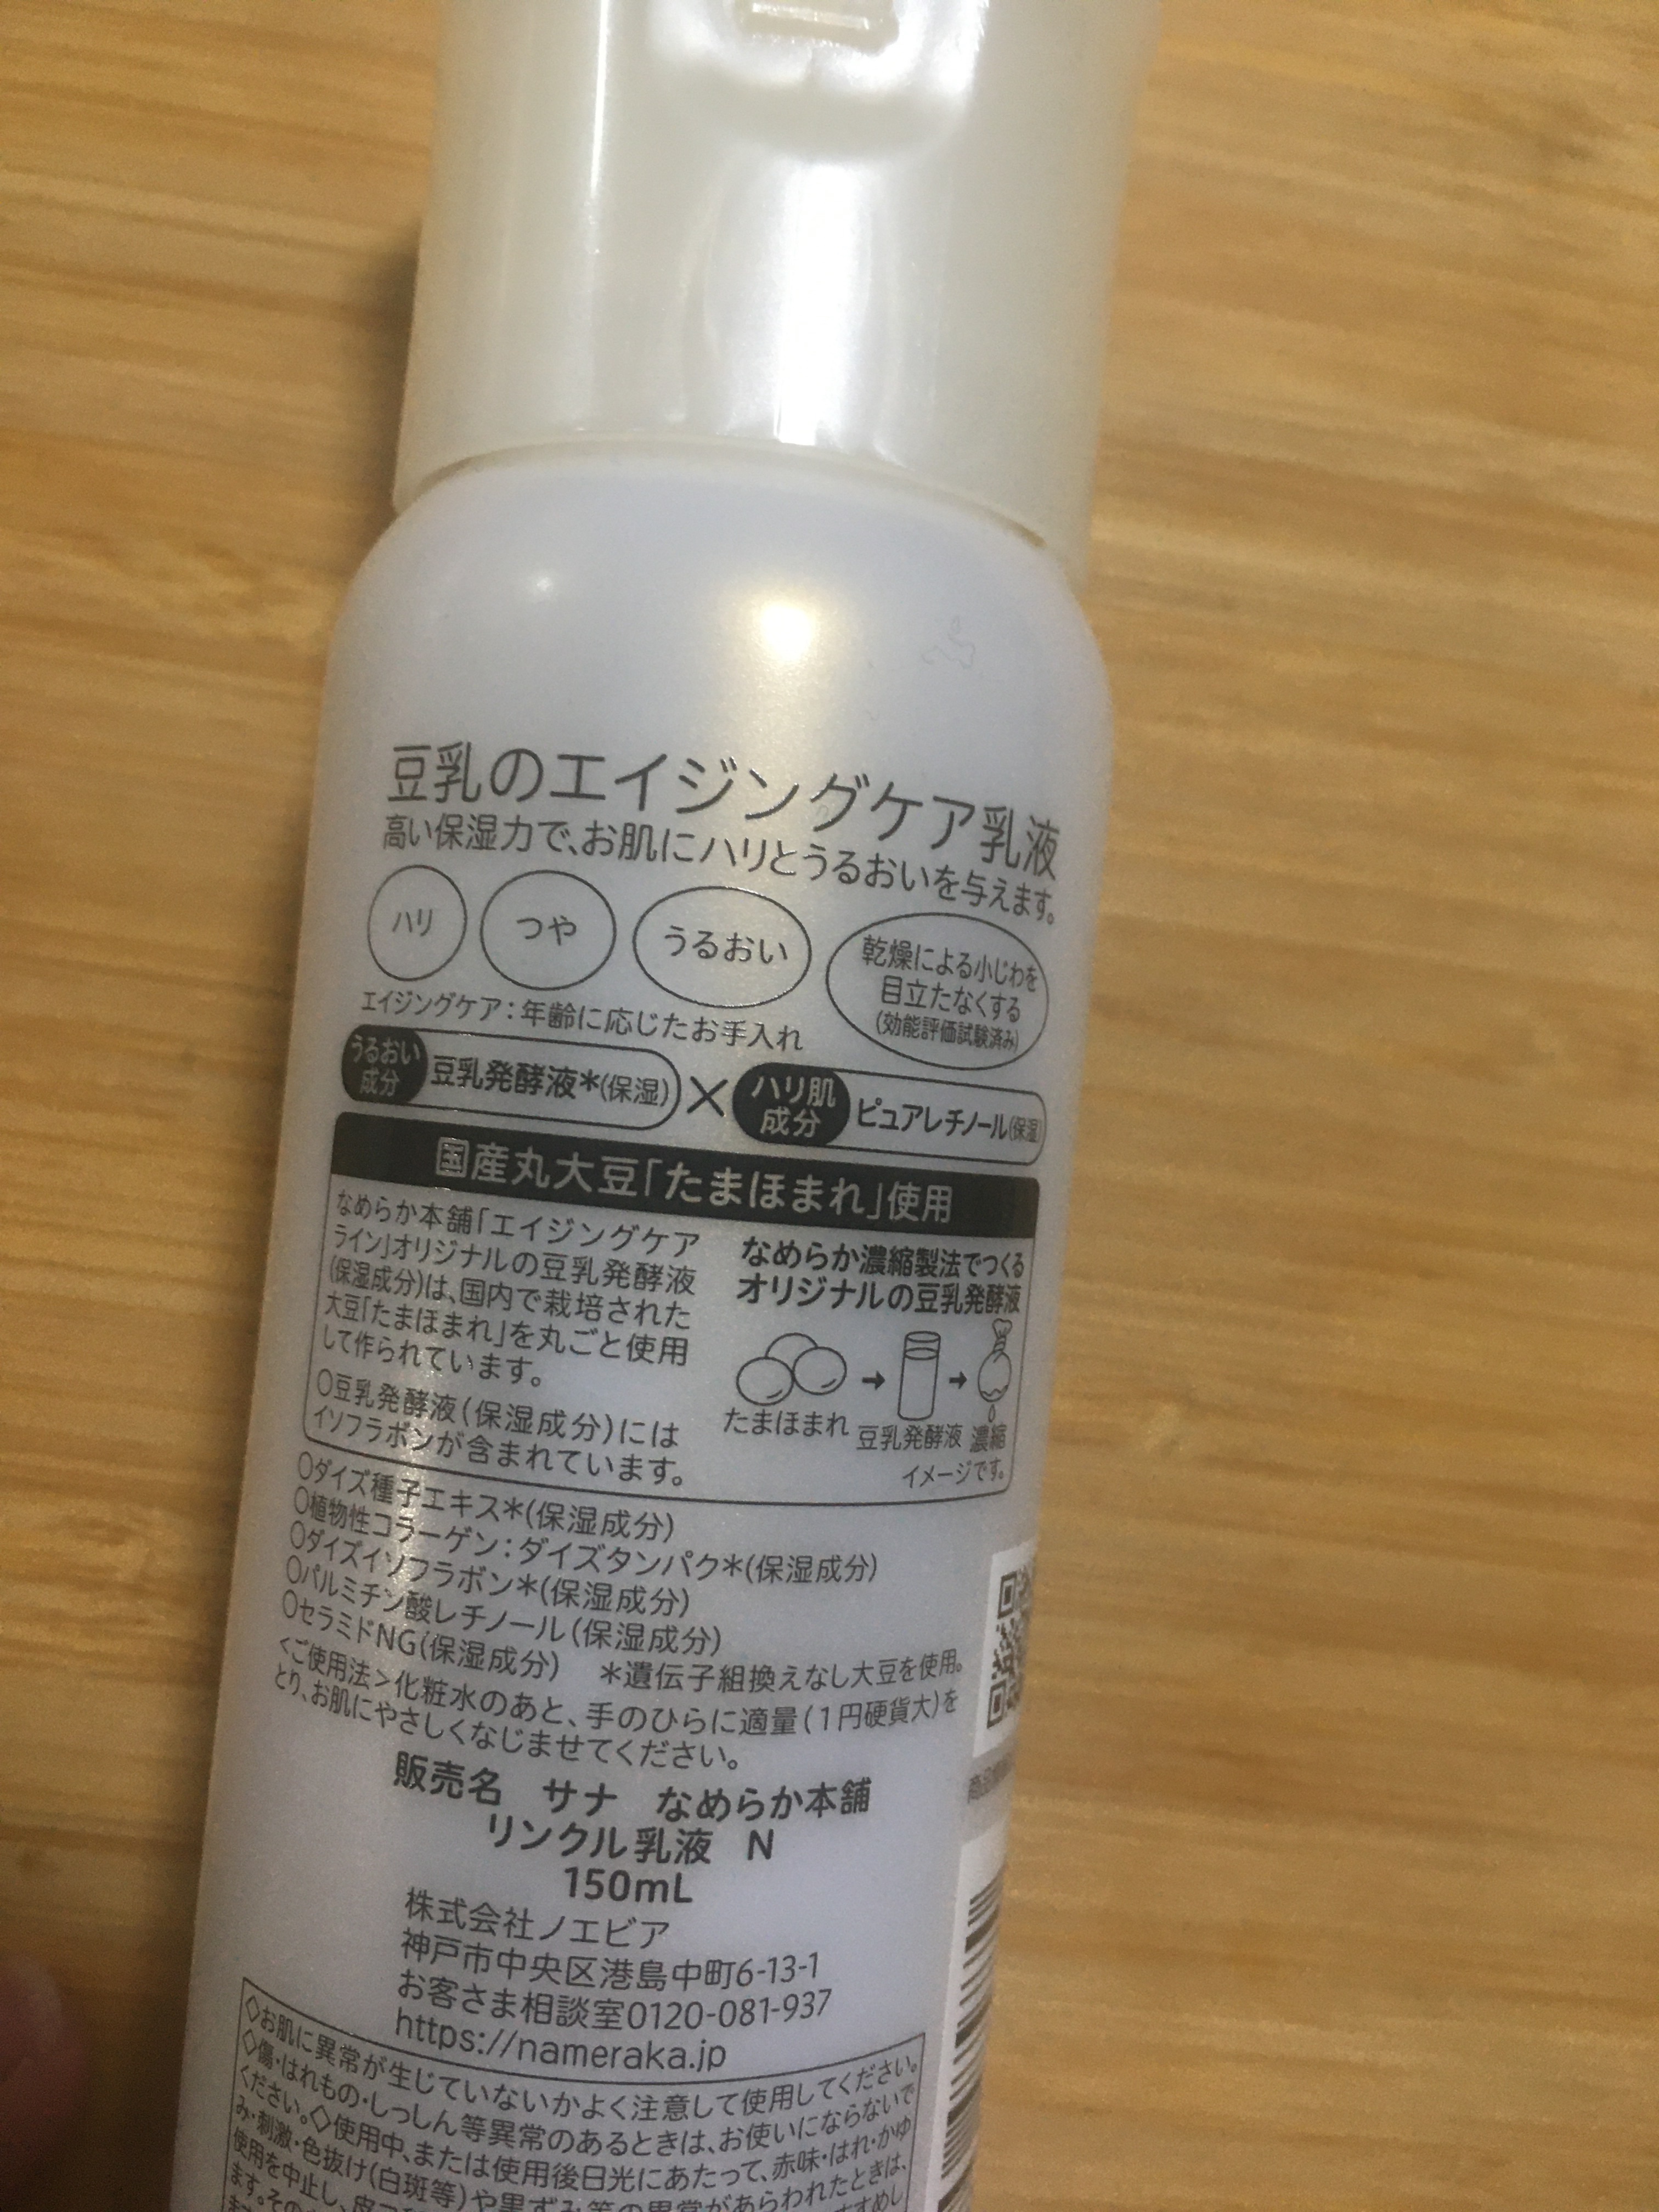 豆乳のエイジングケア乳液
高い保湿力で、お肌にハリとうるおいを与えます。
ハリ
つや
うるおい
乾燥による小じわを
目立たなくする
(効能評価試験済み)
エイジングケア：年齢に応じたお手入れ
うるおい
成分
豆乳発酵液*(保湿)
×
ハリ肌
成分
ピュアレチノール(保湿)
国産丸大豆「たまほまれ」使用
なめらか本舗「エイジングケア
ライン」オリジナルの豆乳発酵液
(保湿成分)は、国内で栽培された
大豆「たまほまれ」を丸ごと使用
して作られています。
○豆乳発酵液(保湿成分)には
イソフラボンが含まれています。
なめらか濃縮製法でつくる
オリジナルの豆乳発酵液
たまほまれ
豆乳発酵液
濃縮
イメージです。
○ダイズ種子エキス*(保湿成分)
○植物性コラーゲン：ダイズタンパク*(保湿成分)
○ダイズイソフラボン*(保湿成分)
○パルミチン酸レチノール(保湿成分)
○セラミドNG(保湿成分) *遺伝子組換えなし大豆を使用。
<ご使用法>化粧水のあと、手のひらに適量(1円硬貨大)を
とり、お肌にやさしくなじませてください。
販売名 サナ なめらか本舗
リンクル乳液 N
150mL
株式会社ノエビア
神戸市中央区港島中町6-13-1
お客さま相談室0120-081-937
https://nameraka.jp
◇お肌に異常が生じていないかよく注意して使用してください。
◇傷・はれもの・しっしん等異常のあるときは、お使いにならないで
ください。◇使用中、または使用後日光にあたって、赤味・はれ・かゆ
み・刺激・色抜け(白斑等)や黒ずみ等の異常があらわれたときは、
使用を中止し、